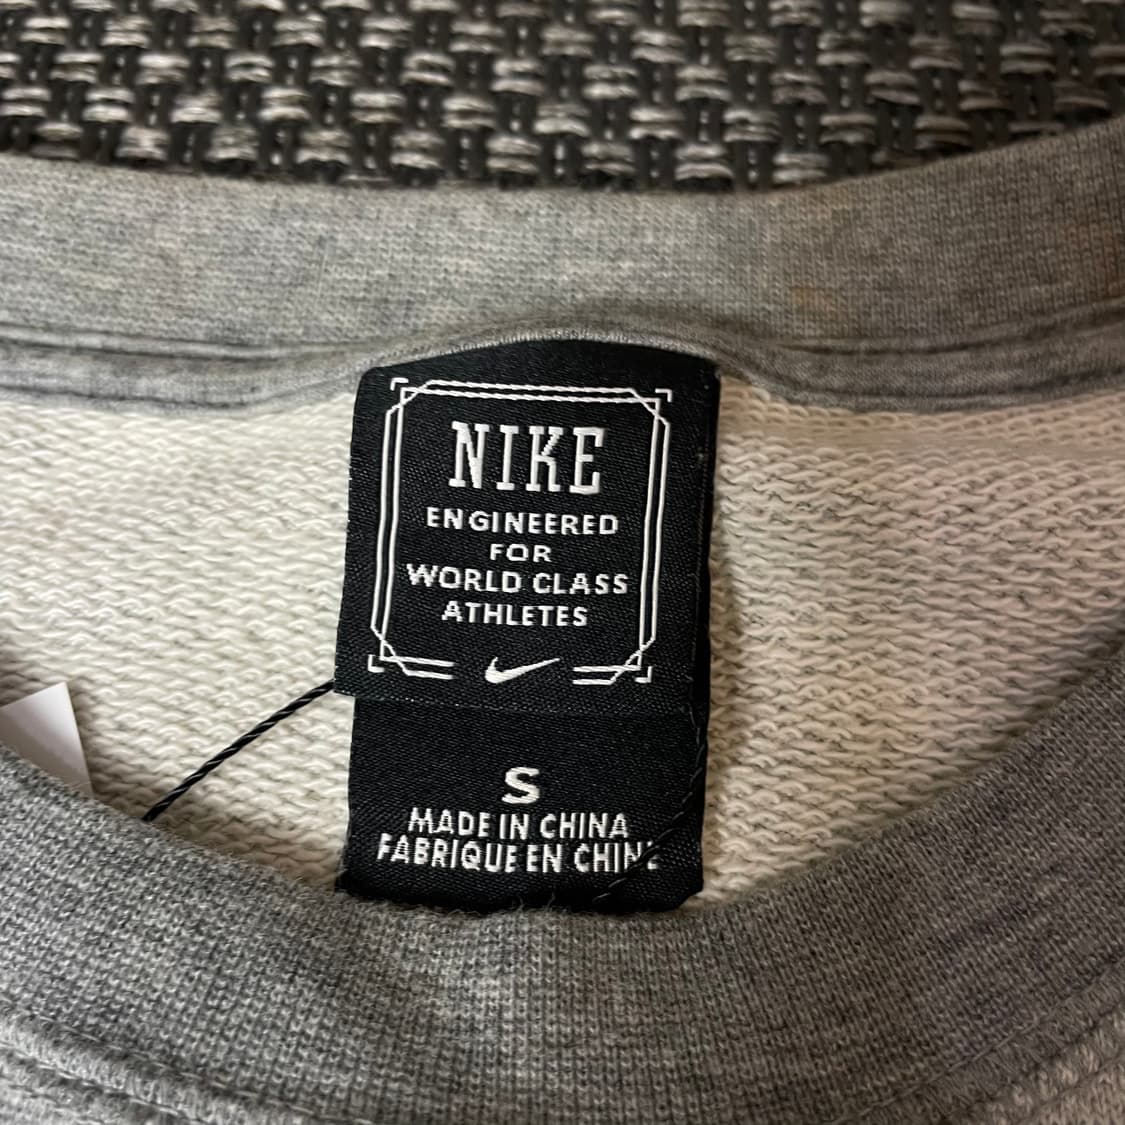 NIKE
ENGINEERED
FOR
WORLD CLASS
ATHLETES
S
MADE IN CHINA
FABRIQUE EN CHINE